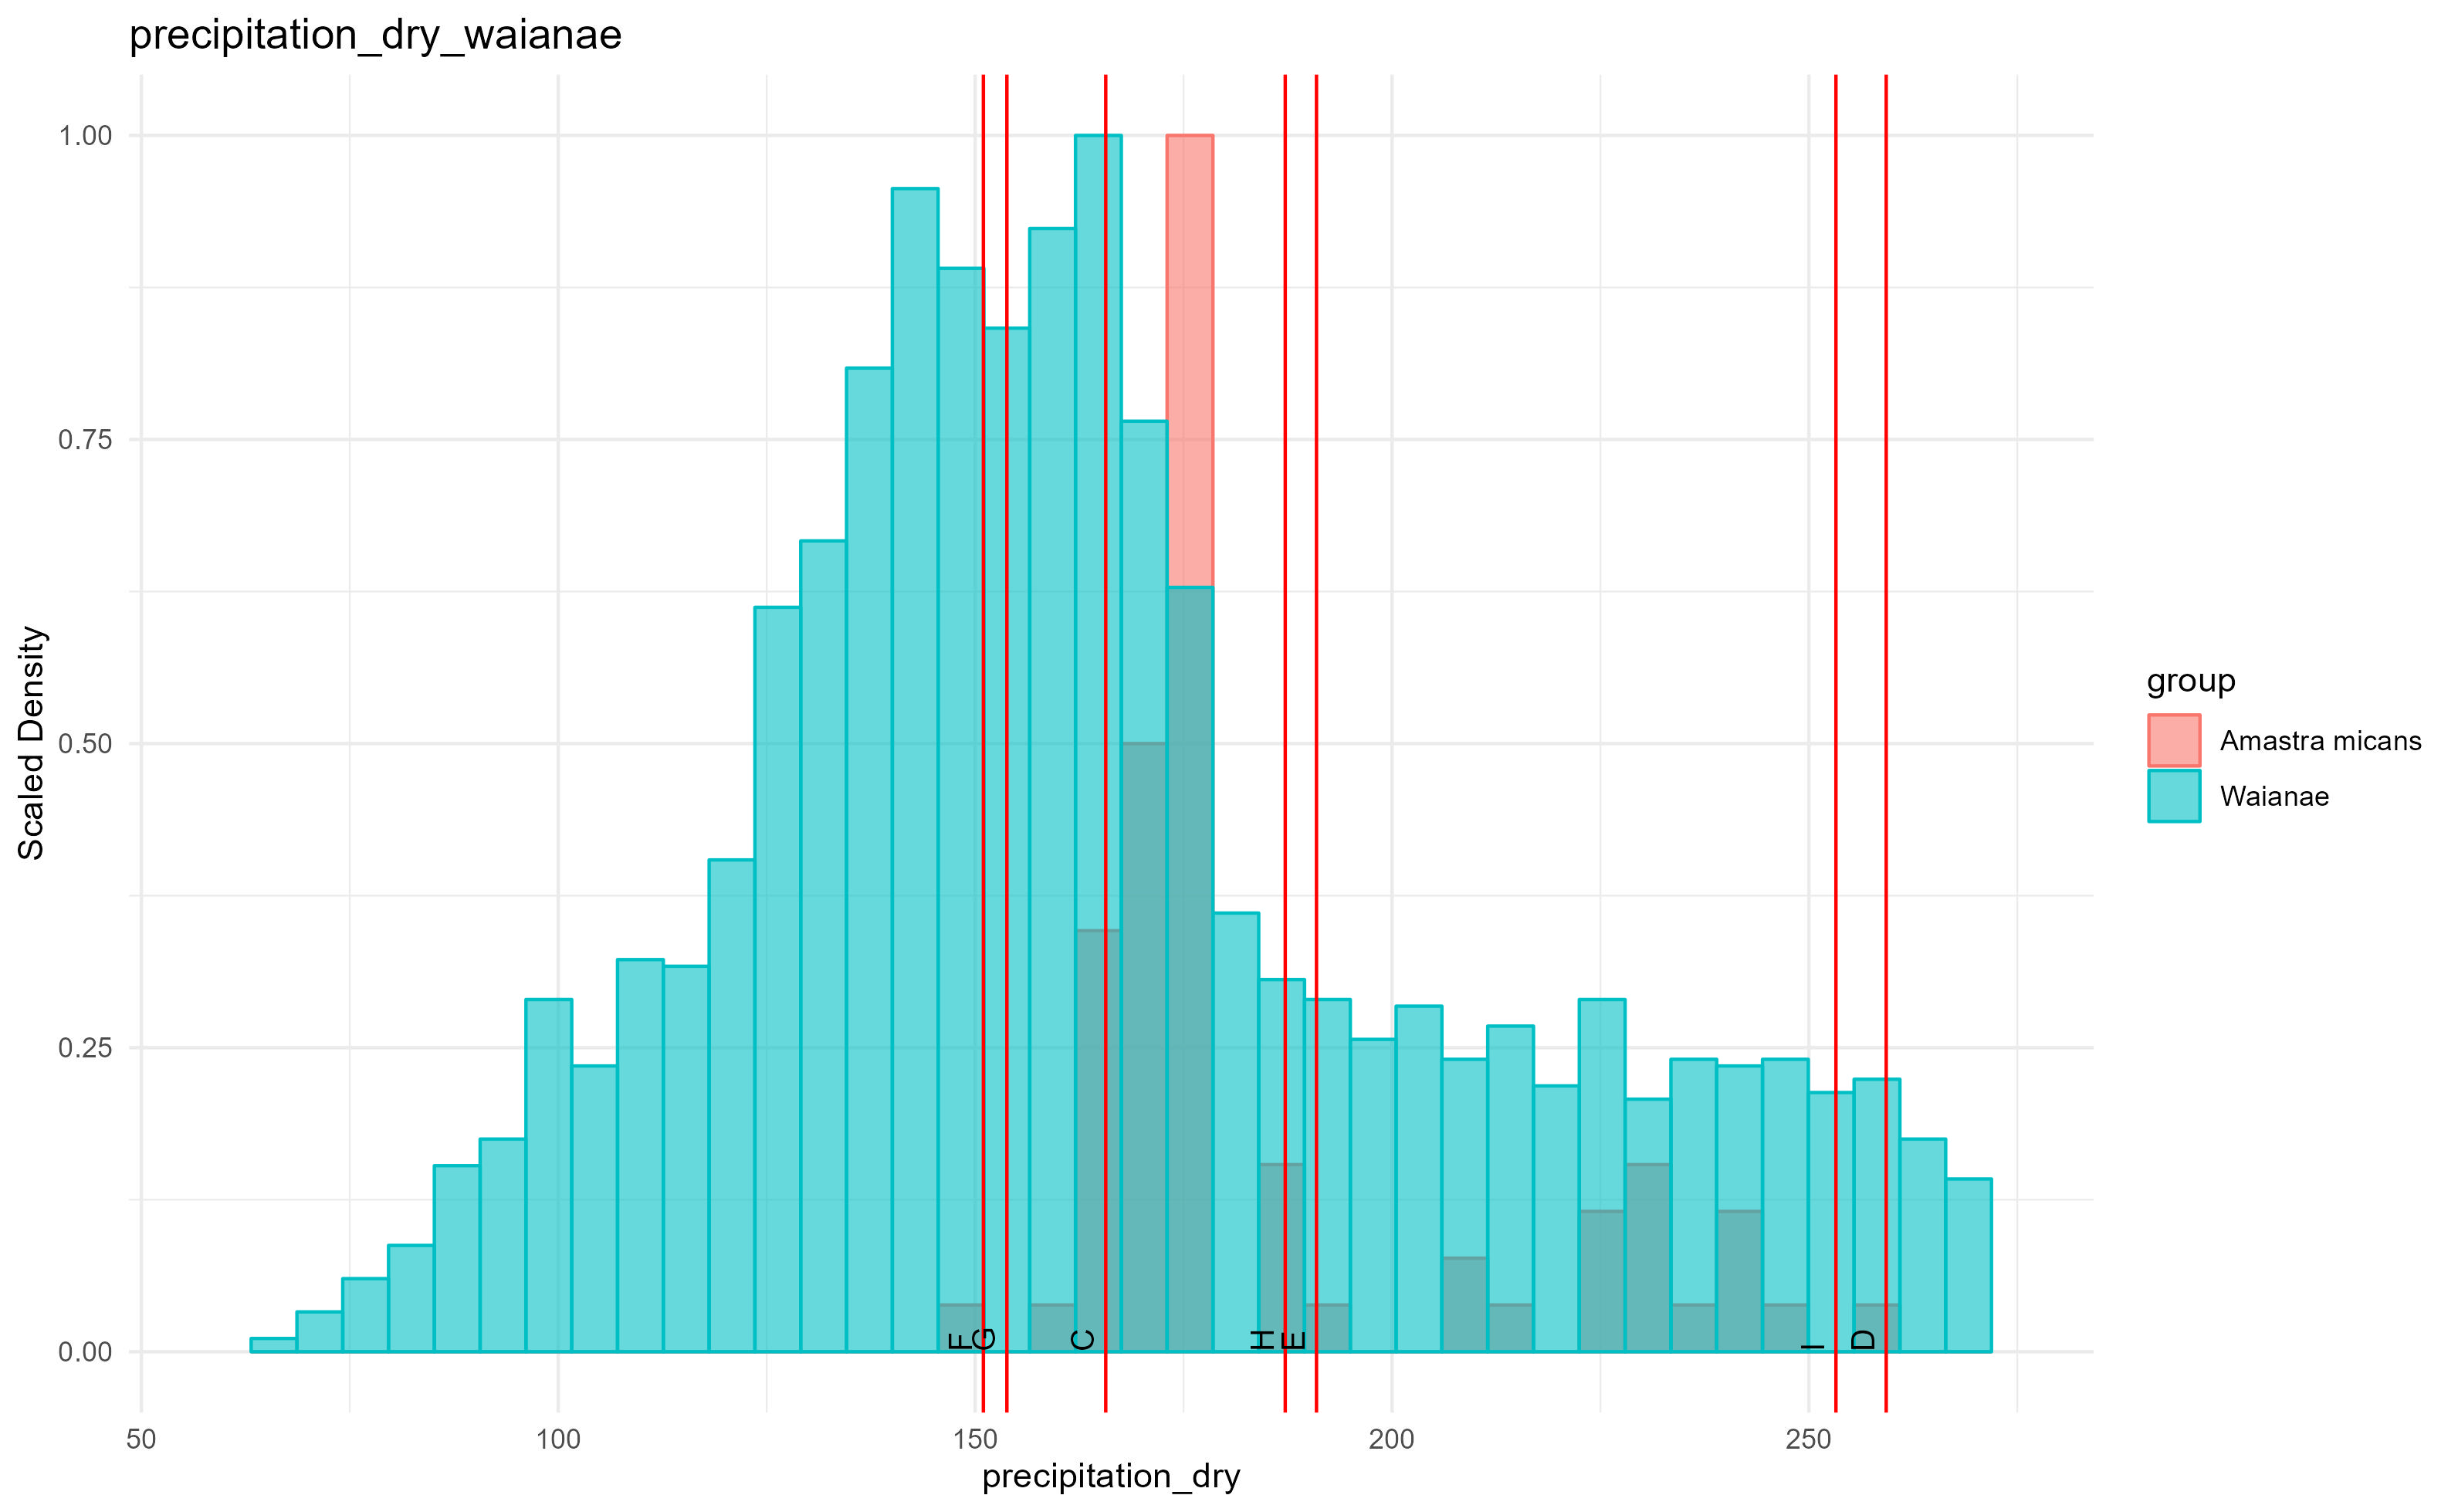 precipitation_dry_waianae
1.00
0.75
0.50
0.25
0.00
Scaled Density
F
G
C
H
E
I
D
50
100
150
200
250
precipitation_dry
group
Amastra micans
Waianae